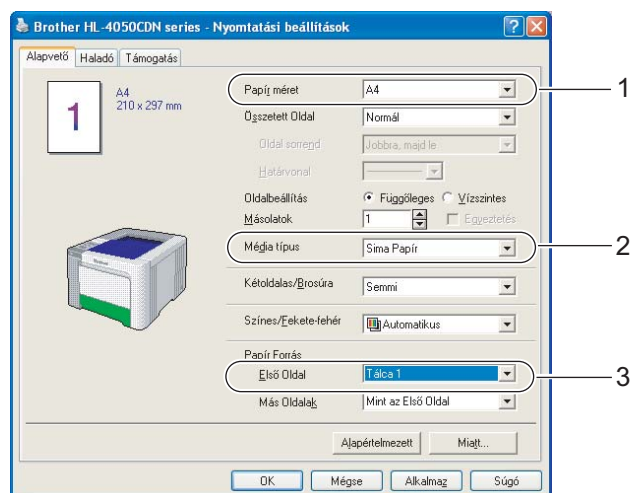 Brother HL-4050CDN series - Nyomtatási beállítások
Alapvető Haladó Támogatás
1
A4
210 x 297 mm
Papír méret A4 1
Összetett Oldal Normál
Oldal sorrend Jobbra, majd le
Határvonal
Oldalbeállítás Függőleges Vízszintes
Másolatok 1 Egyeztetés
Média típus Sima Papír 2
Kétoldalas/Brosúra Semmi
Színes/Fekete-fehér Automatikus
Papír Forrás
Első Oldal Tálca 1 3
Más Oldalak Mint az Első Oldal
Alapértelmezett Miatt...
OK Mégse Alkalmaz Súgó